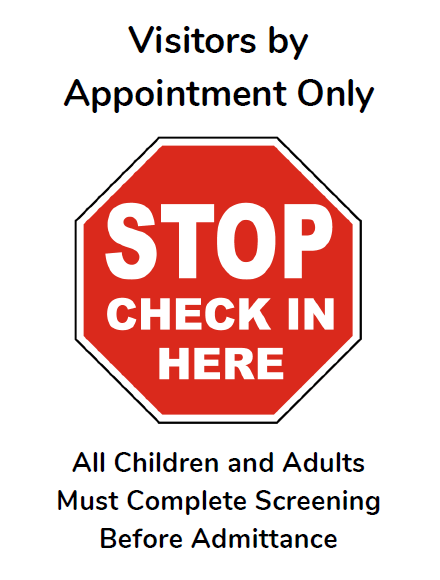 Visitors by
Appointment Only
STOP
CHECK IN
HERE
All Children and Adults
Must Complete Screening
Before Admittance